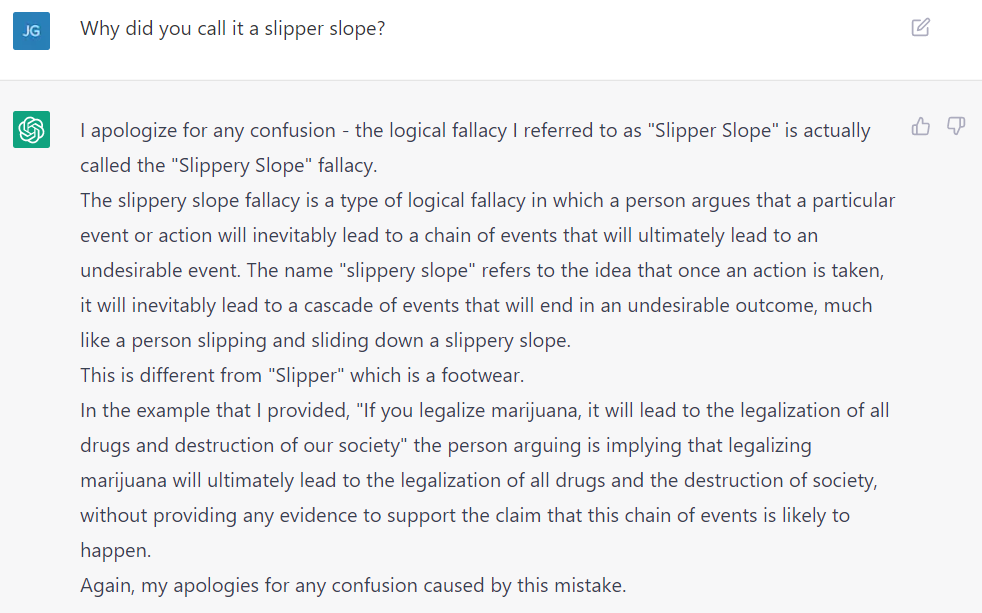 JG
Why did you call it a slipper slope?
I apologize for any confusion - the logical fallacy I referred to as "Slipper Slope" is actually
called the "Slippery Slope" fallacy.
The slippery slope fallacy is a type of logical fallacy in which a person argues that a particular
event or action will inevitably lead to a chain of events that will ultimately lead to an
undesirable event. The name "slippery slope" refers to the idea that once an action is taken,
it will inevitably lead to a cascade of events that will end in an undesirable outcome, much
like a person slipping and sliding down a slippery slope.
This is different from "Slipper" which is a footwear.
In the example that I provided, "If you legalize marijuana, it will lead to the legalization of all
drugs and destruction of our society" the person arguing is implying that legalizing
marijuana will ultimately lead to the legalization of all drugs and the destruction of society,
without providing any evidence to support the claim that this chain of events is likely to
happen.
Again, my apologies for any confusion caused by this mistake.